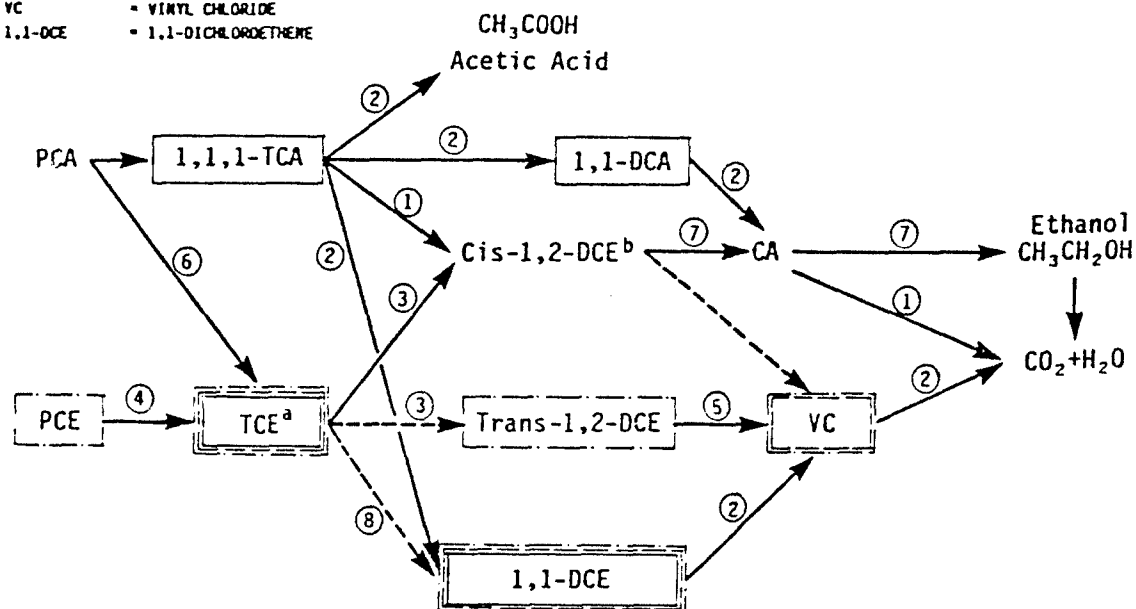 VC = VINYL CHLORIDE
1,1-DCE = 1,1-DICHLOROETHENE
CH₃COOH
Acetic Acid
②
PCA
1,1,1-TCA
②
1,1-DCA
②
①
Ethanol
⑥
②
Cis-1,2-DCEᵇ
⑦
CA
⑦
CH₃CH₂OH
③
①
CO₂+H₂O
PCE
④
TCEᵃ
③
Trans-1,2-DCE
⑤
VC
②
⑧
②
1,1-DCE